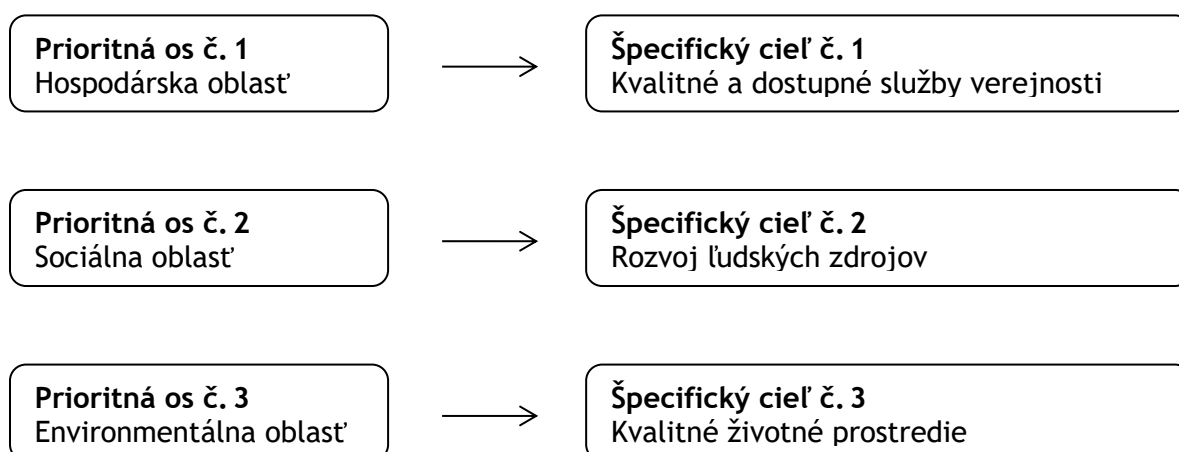 Prioritná os č. 1
Hospodárska oblasť
Špecifický cieľ č. 1
Kvalitné a dostupné služby verejnosti
Prioritná os č. 2
Sociálna oblasť
Špecifický cieľ č. 2
Rozvoj ľudských zdrojov
Prioritná os č. 3
Environmentálna oblasť
Špecifický cieľ č. 3
Kvalitné životné prostredie